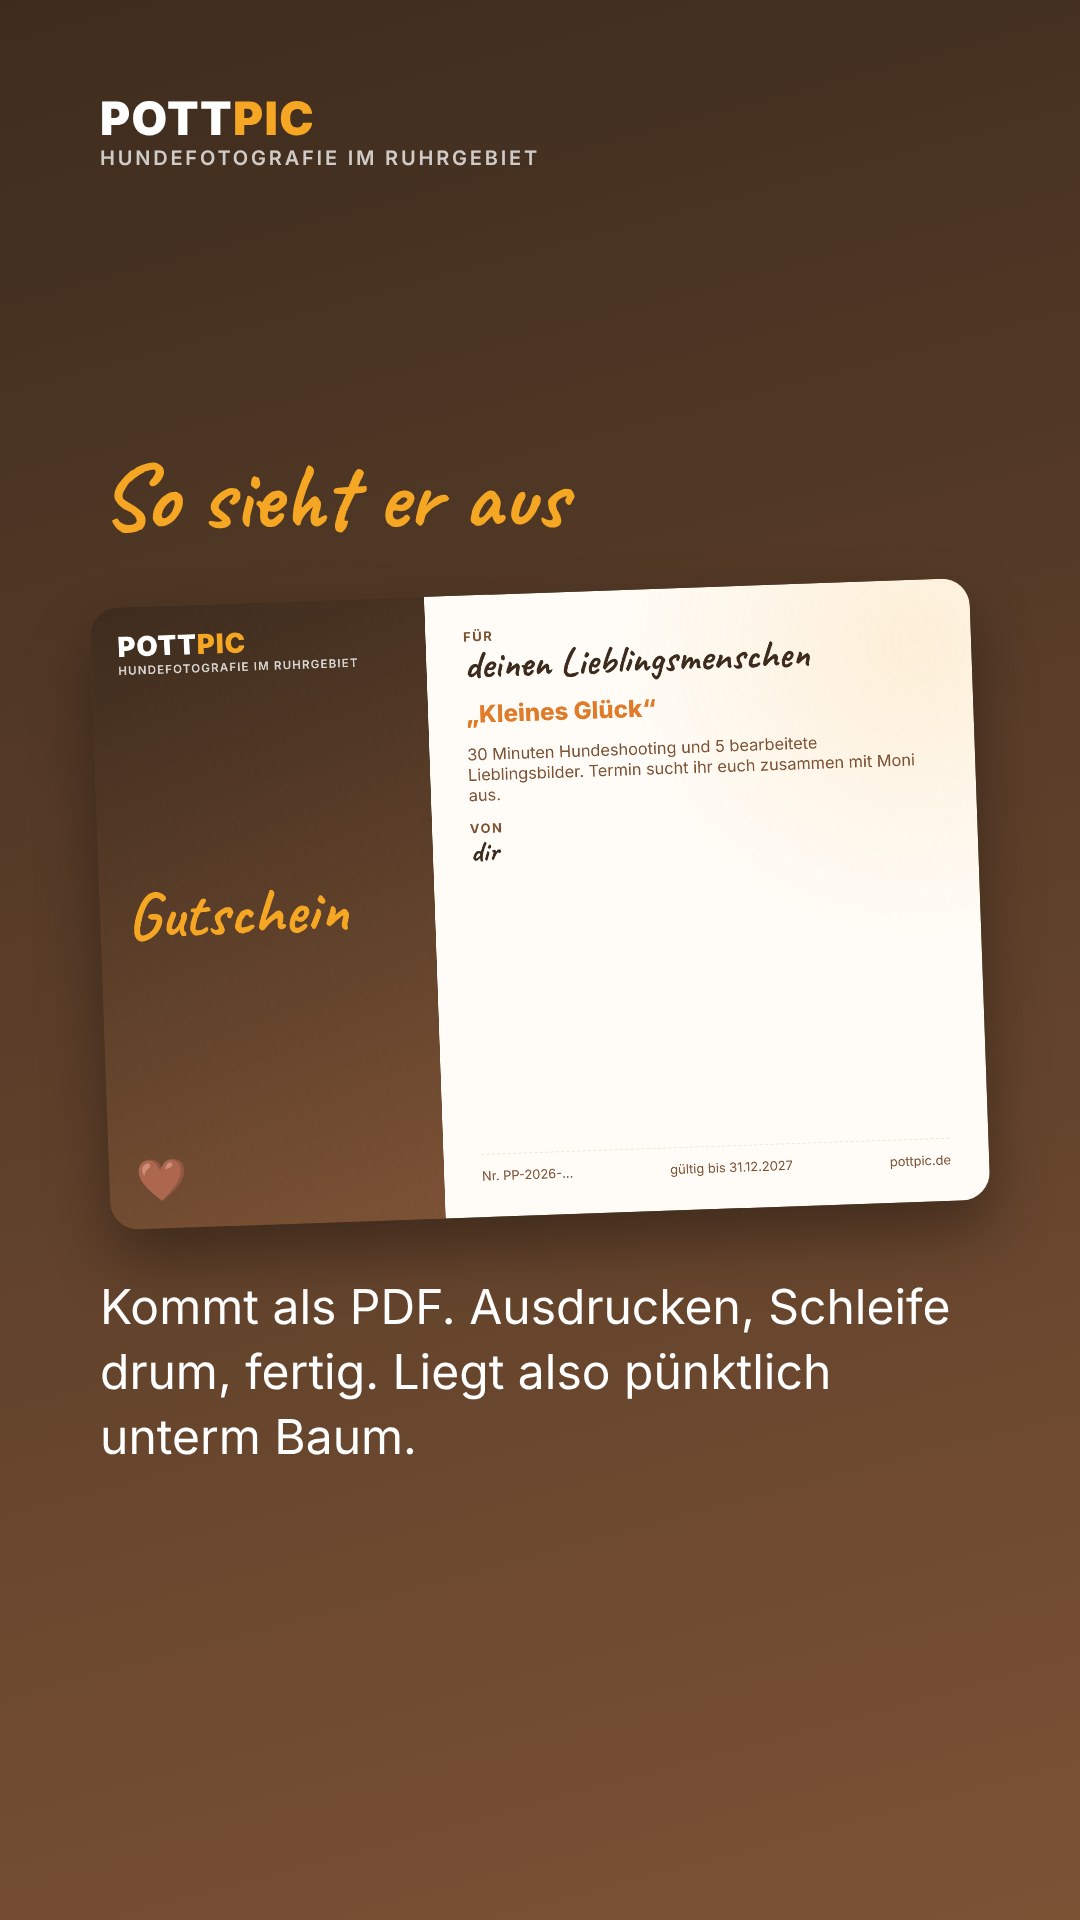 POTTPIC
HUNDEFOTOGRAFIE IM RUHRGEBIET
So sieht er aus
POTTPIC
HUNDEFOTOGRAFIE IM RUHRGEBIET
Gutschein
FÜR
deinen Lieblingsmenschen
„Kleines Glück“
30 Minuten Hundeshooting und 5 bearbeitete
Lieblingsbilder. Termin sucht ihr euch zusammen mit Moni
aus.
VON
dir
Nr. PP-2026-... gültig bis 31.12.2027 pottpic.de
Kommt als PDF. Ausdrucken, Schleife
drum, fertig. Liegt also pünktlich
unterm Baum.